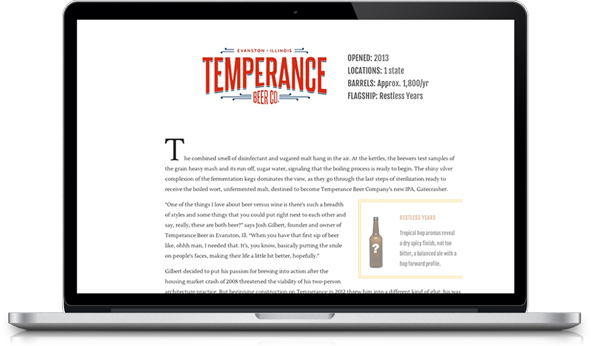 EVANSTON • ILLINOIS
TEMPERANCE
BEER CO.
OPENED: 2013
LOCATIONS: 1 state
BARRELS: Approx. 1,800/yr
FLAGSHIP: Restless Years
The combined smell of disinfectant and sugared malt hang in the air. At the kettles, the brewers test samples
of the grain heavy mash and its run off, sugar water, signaling that the boiling process is ready to begin. The shiny silver
complexion of the fermentation kegs dominates the view, as they go through the last steps of sterilization ready to
receive the boiled wort, unfermented malt, destined to become Temperance Beer Company's new IPA, Gatecrasher.
"One of the things I love about beer versus wine is there's such a breadth
of styles and some things that you could put right next to each other and
say, really, these are both beer?" says Josh Gilbert, founder and owner of
Temperance Beer in Evanston, Ill. "When you have that first sip of beer
like, ohhh man, I needed that. It's, you know, basically putting the smile
on people's faces, making their life a little bit better, hopefully."
RESTLESS YEARS
Tropical hop aromas reveal
a dry spicy finish, not too
bitter, a balanced ale with a
hop forward profile.
?
Gilbert decided to put his passion for brewing into action after the
housing market crash of 2008 threatened the viability of his two-person
architecture practice. But beginning construction on Temperance in 2012 threw him into a different kind of glut: his was